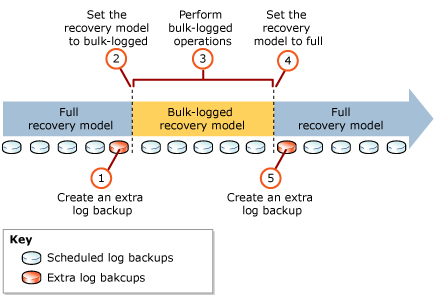 Set the
recovery model
to bulk-logged
Perform
bulk-logged
operations
Set the
recovery
model to full
2
3
4
Full
recovery model
Bulk-logged
recovery model
Full
recovery model
1
5
Create an extra
log backup
Create an extra
log backup
Key
Scheduled log backups
Extra log bakcups